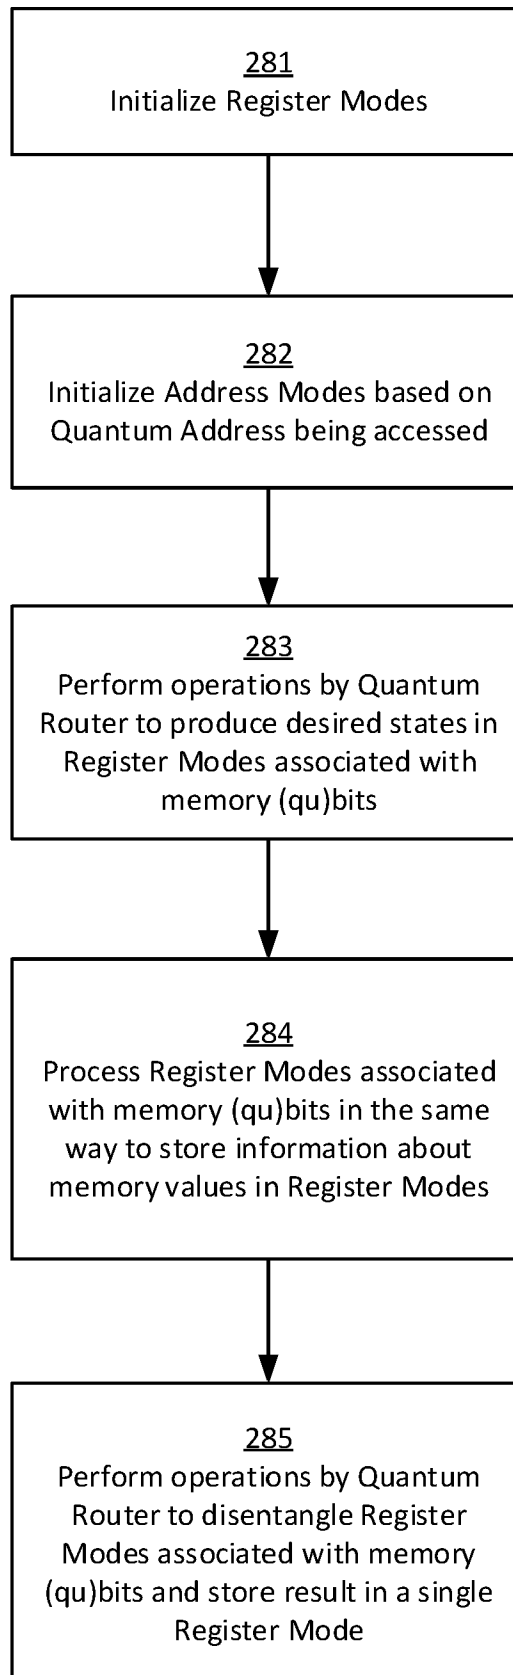 281
Initialize Register Modes
282
Initialize Address Modes based on
Quantum Address being accessed
283
Perform operations by Quantum
Router to produce desired states in
Register Modes associated with
memory (qu)bits
284
Process Register Modes associated
with memory (qu)bits in the same
way to store information about
memory values in Register Modes
285
Perform operations by Quantum
Router to disentangle Register
Modes associated with memory
(qu)bits and store result in a single
Register Mode